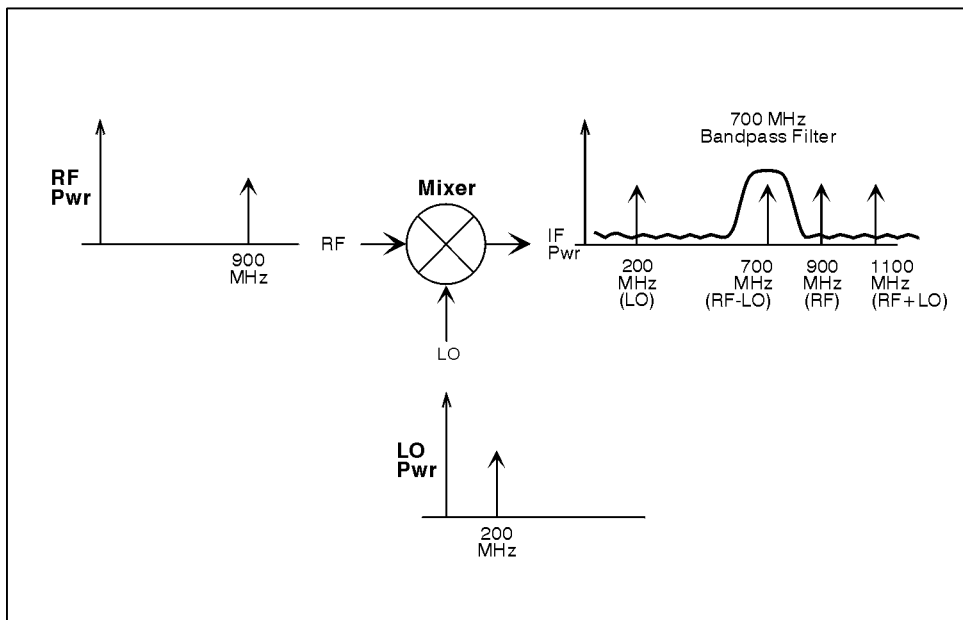 RF
Pwr
900
MHz
RF
Mixer
LO
LO
Pwr
200
MHz
700 MHz
Bandpass Filter
IF
Pwr
200
MHz
(LO)
700
MHz
(RF-LO)
900
MHz
(RF)
1100
MHz
(RF+LO)